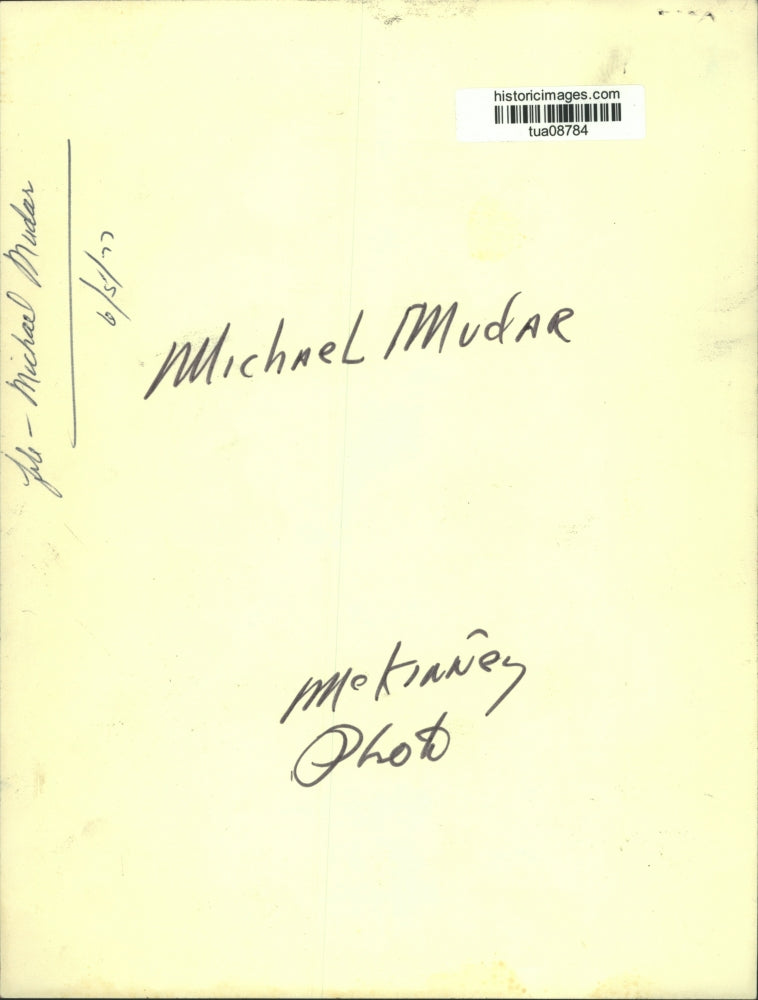 historicimages.com
tua08784
File - Michael Mudar
6/5/77
Michael Mudar
McKinney
Photo